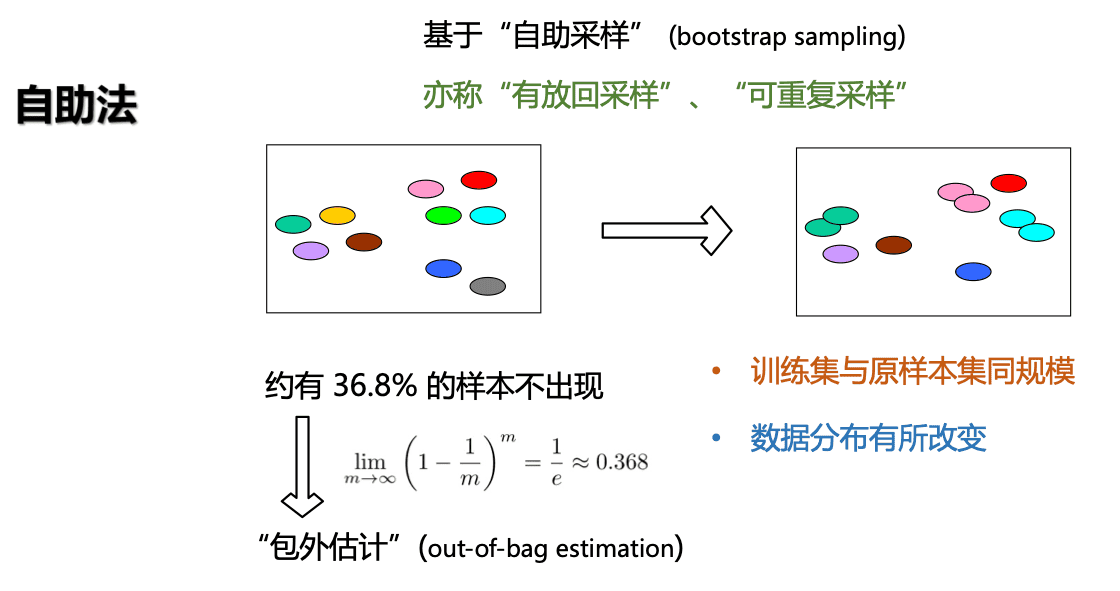 基于“自助采样” (bootstrap sampling)
自助法
亦称“有放回采样”、“可重复采样”
约有 36.8% 的样本不出现
lim_{m→∞} (1 − 1/m)^m = 1/e ≈ 0.368
“包外估计” (out-of-bag estimation)
• 训练集与原样本集同规模
• 数据分布有所改变